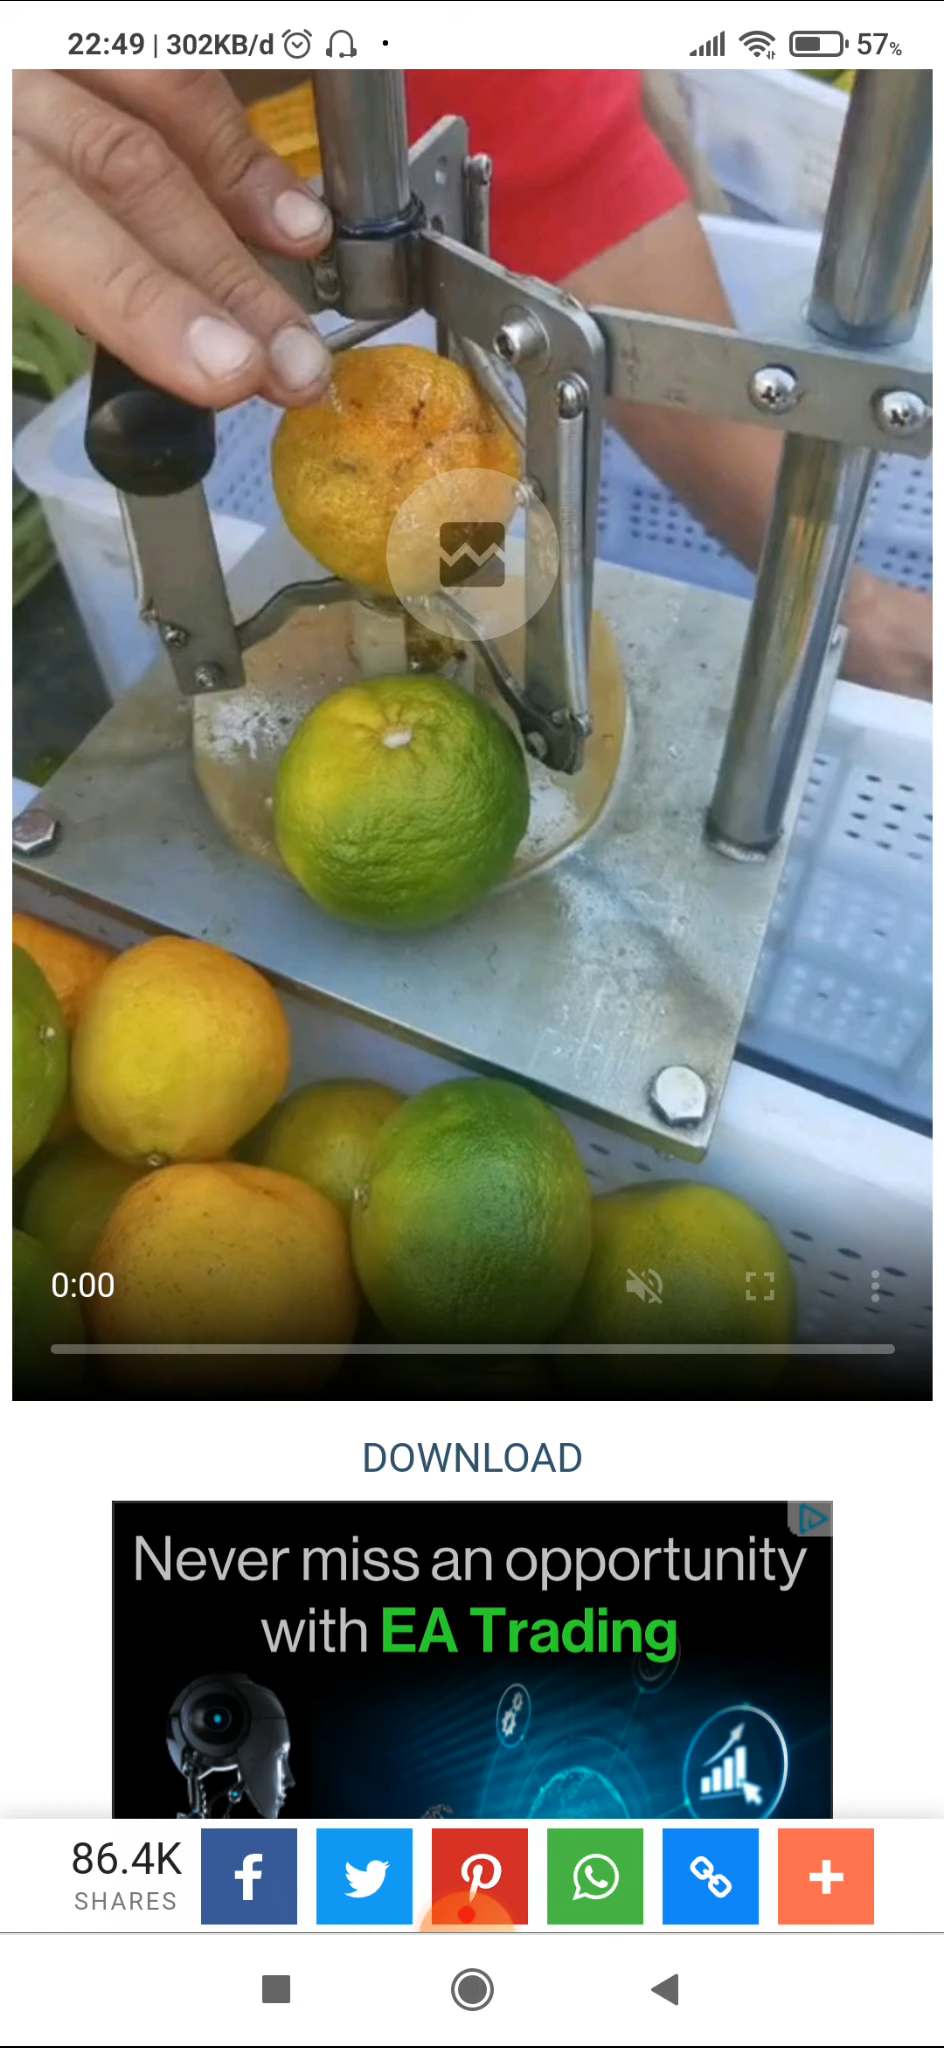 22:49 | 302KB/d
57%
0:00
DOWNLOAD
Never miss an opportunity
with EA Trading
86.4K
SHARES